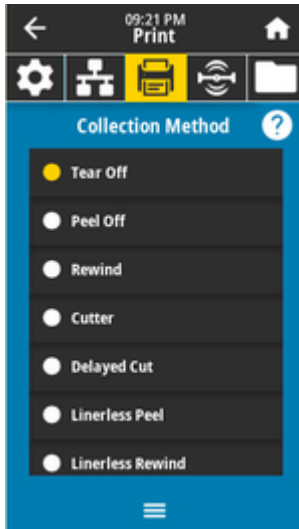 09:21 PM
Print
Collection Method
?
Tear Off
Peel Off
Rewind
Cutter
Delayed Cut
Linerless Peel
Linerless Rewind